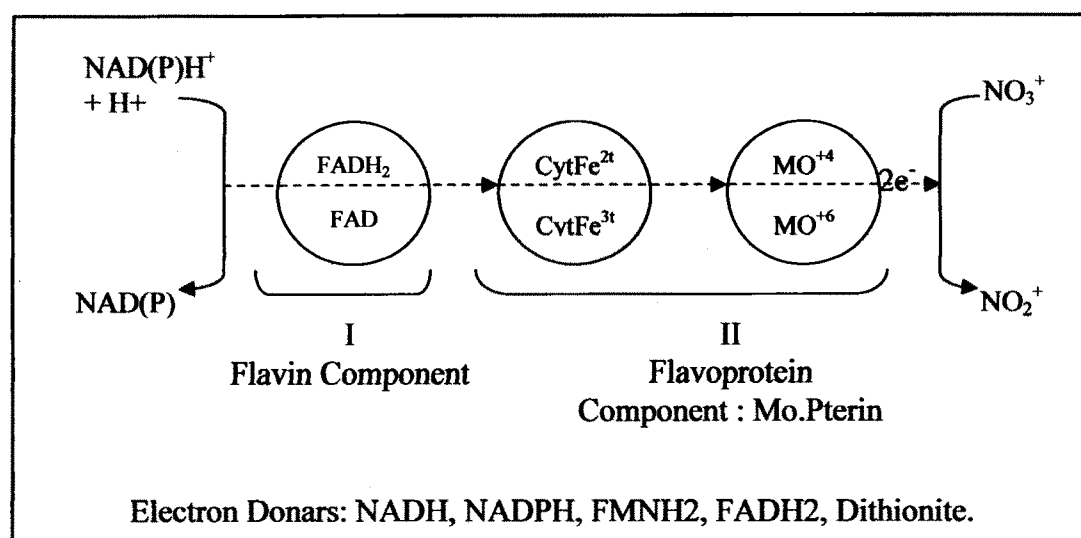 NAD(P)H⁺
+ H+
NO₃⁺
FADH₂
FAD
CytFe²ᵗ
CvtFe³ᵗ
MO⁺⁴
MO⁺⁶
2e⁻
NAD(P)
NO₂⁺
I
Flavin Component
II
Flavoprotein
Component : Mo.Pterin
Electron Donars: NADH, NADPH, FMNH2, FADH2, Dithionite.